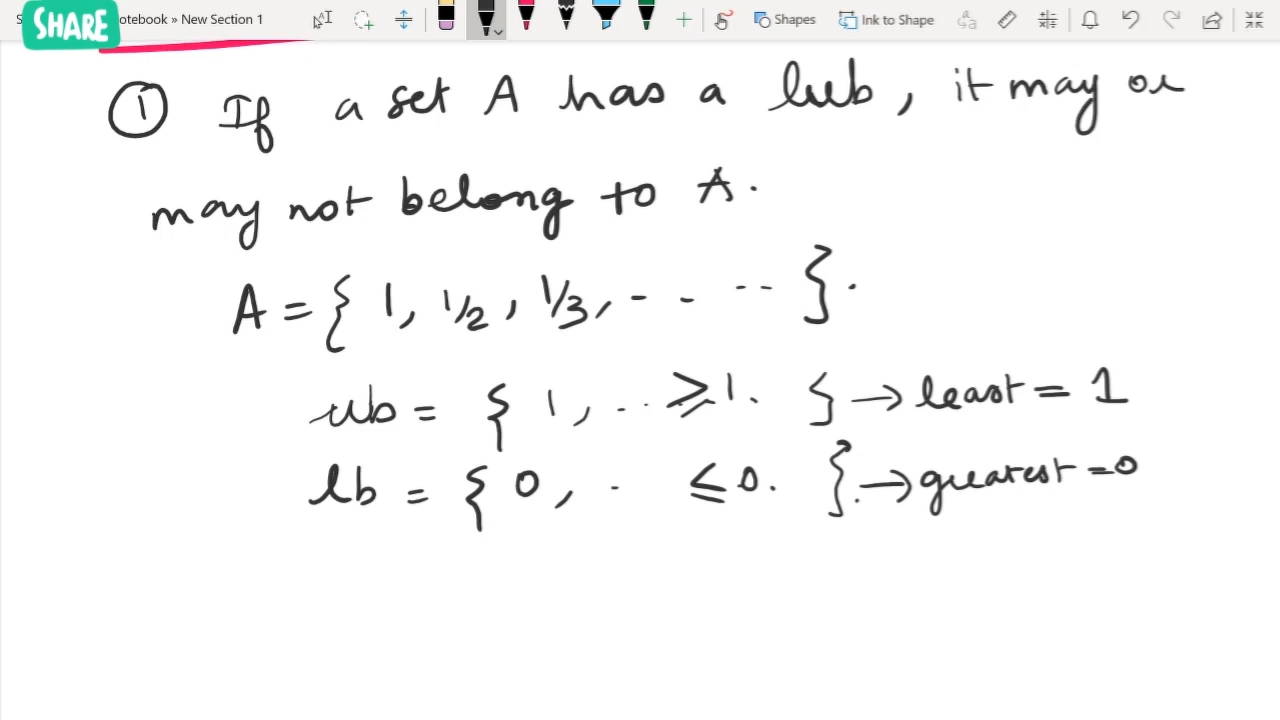 SHARE
S
otebook » New Section 1
Shapes
Ink to Shape
① If a set A has a lub, it may or
may not belong to A.
A = { 1, 1/2, 1/3, - - -- }.
ub = { 1, .. ≥ 1. } → least = 1
lb = { 0, . ≤ 0. }. → greatest = 0